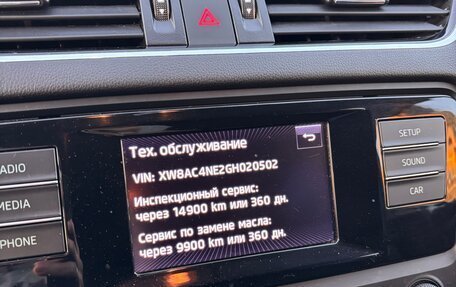 Тех. обслуживание
VIN: XW8AC4NE2GH020502
Инспекционный сервис:
через 14900 km или 360 дн.
Сервис по замене масла:
через 9900 km или 360 дн.
RADIO
MEDIA
PHONE
SETUP
SOUND
CAR